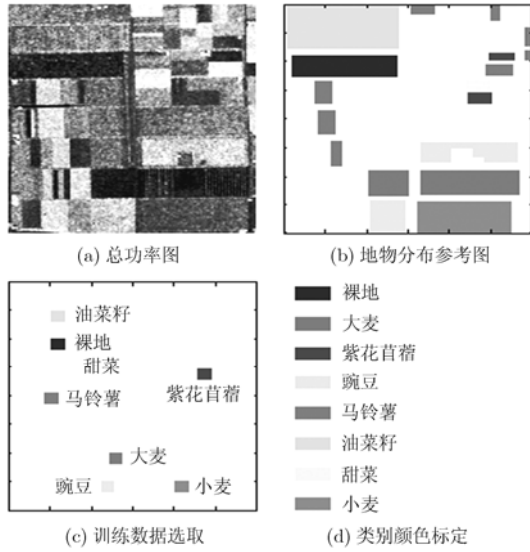 (a) 总功率图
(b) 地物分布参考图
油菜籽
裸地
甜菜
紫花苜蓿
马铃薯
大麦
豌豆
小麦
(c) 训练数据选取
裸地
大麦
紫花苜蓿
豌豆
马铃薯
油菜籽
甜菜
小麦
(d) 类别颜色标定